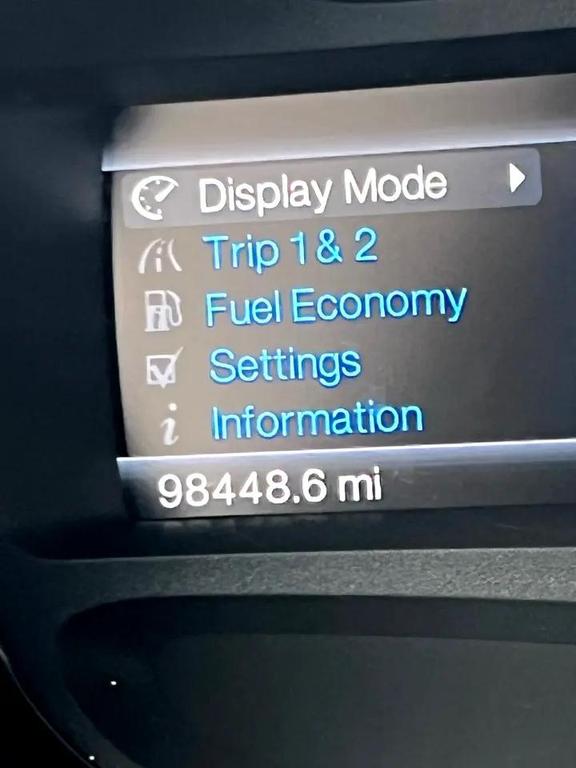 Display Mode
Trip 1 & 2
Fuel Economy
Settings
Information
98448.6 mi